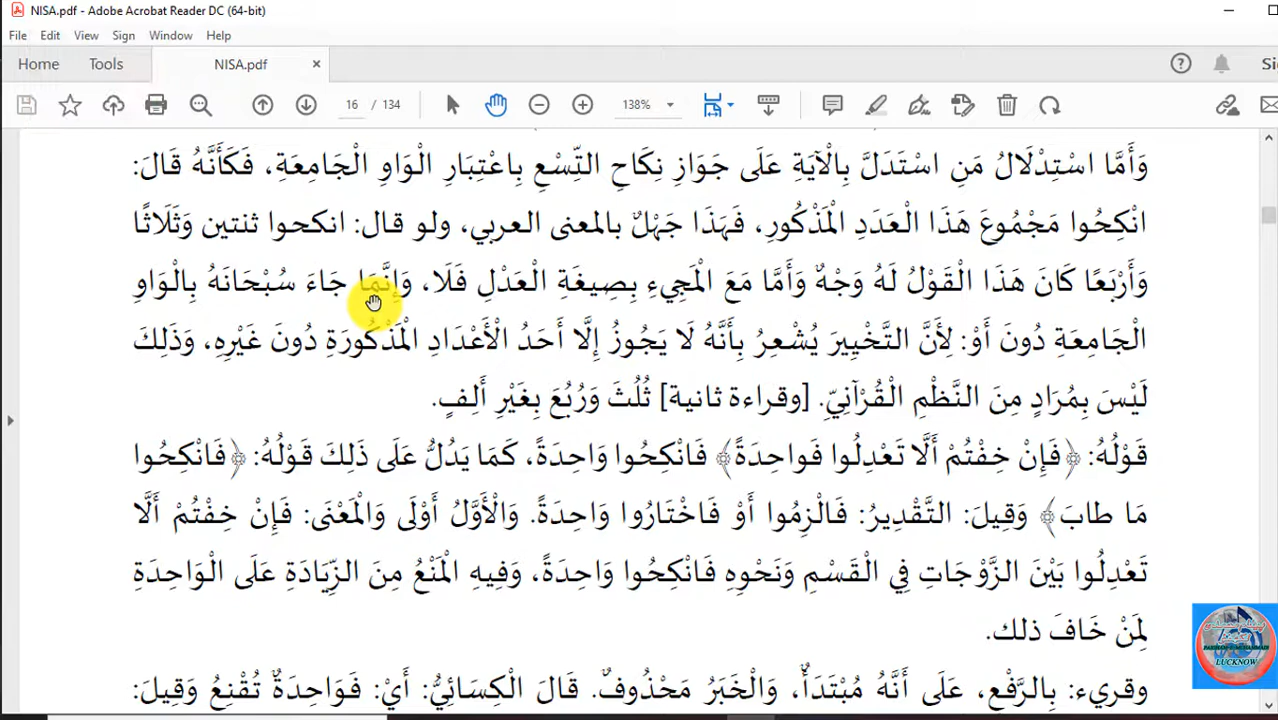 NISA.pdf - Adobe Acrobat Reader DC (64-bit)
File Edit View Sign Window Help
Home Tools NISA.pdf × ? Si
16 / 134 138%
وَأَمَّا اسْتِدْلَالُ مَنِ اسْتَدَلَّ بِالْآيَةِ عَلَى جَوَازِ نِكَاحِ التِّسْعِ بِاعْتِبَارِ الْوَاوِ الْجَامِعَةِ، فَكَأَنَّهُ قَالَ:
انْكِحُوا مَجْمُوعَ هَذَا الْعَدَدِ الْمَذْكُورِ، فَهَذَا جَهْلٌ بالمعنى العربي، ولو قال: انكحوا ثنتين وَثَلَاثًا
وَأَرْبَعًا كَانَ هَذَا الْقَوْلُ لَهُ وَجْهٌ وَأَمَّا مَعَ الْمَجِيءِ بِصِيغَةِ الْعَدْلِ فَلَا، وَإِنَّمَا جَاءَ سُبْحَانَهُ بِالْوَاوِ
الْجَامِعَةِ دُونَ أَوْ: لِأَنَّ التَّخْيِيرَ يُشْعِرُ بِأَنَّهُ لَا يَجُوزُ إِلَّا أَحَدُ الْأَعْدَادِ الْمَذْكُورَةِ دُونَ غَيْرِهِ، وَذَلِكَ
لَيْسَ بِمُرَادٍ مِنَ النَّظْمِ الْقُرْآنِيِّ. [وقراءة ثانية] ثُلُثَ وَرُبُعَ بِغَيْرِ أَلِفٍ.
قَوْلُهُ: ﴿فَإِنْ خِفْتُمْ أَلَّا تَعْدِلُوا فَواحِدَةً﴾ فَانْكِحُوا وَاحِدَةً، كَمَا يَدُلُّ عَلَى ذَلِكَ قَوْلُهُ: ﴿فَانْكِحُوا
مَا طابَ﴾ وَقِيلَ: التَّقْدِيرُ: فَالْزِمُوا أَوْ فَاخْتَارُوا وَاحِدَةً. وَالْأَوَّلُ أَوْلَى وَالْمَعْنَى: فَإِنْ خِفْتُمْ أَلَّا
تَعْدِلُوا بَيْنَ الزَّوْجَاتِ فِي الْقَسْمِ وَنَحْوِهِ فَانْكِحُوا وَاحِدَةً، وَفِيهِ الْمَنْعُ مِنَ الزِّيَادَةِ عَلَى الْوَاحِدَةِ
لِمَنْ خَافَ ذلك.
وقريء: بِالرَّفْعِ، عَلَى أَنَّهُ مُبْتَدَأٌ، وَالْخَبَرُ مَحْذُوفٌ. قَالَ الْكِسَائِيُّ: أَيْ: فَوَاحِدَةٌ تُقْنِعُ وَقِيلَ:
LUCKNOW